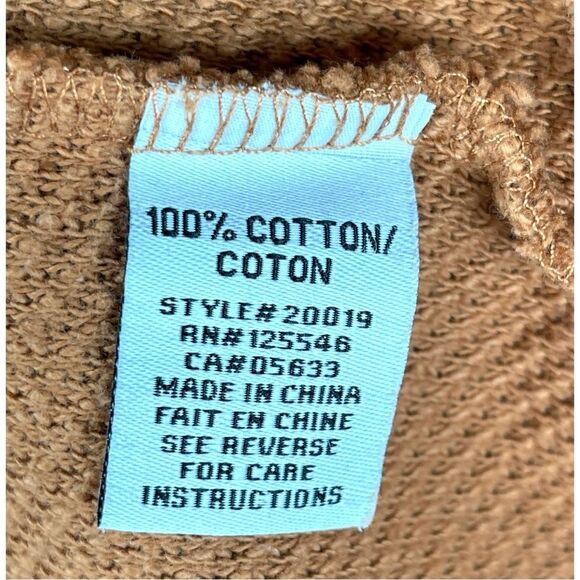 100% COTTON/
COTON
STYLE#20019
RN#125546
CA#05633
MADE IN CHINA
FAIT EN CHINE
SEE REVERSE
FOR CARE
INSTRUCTIONS